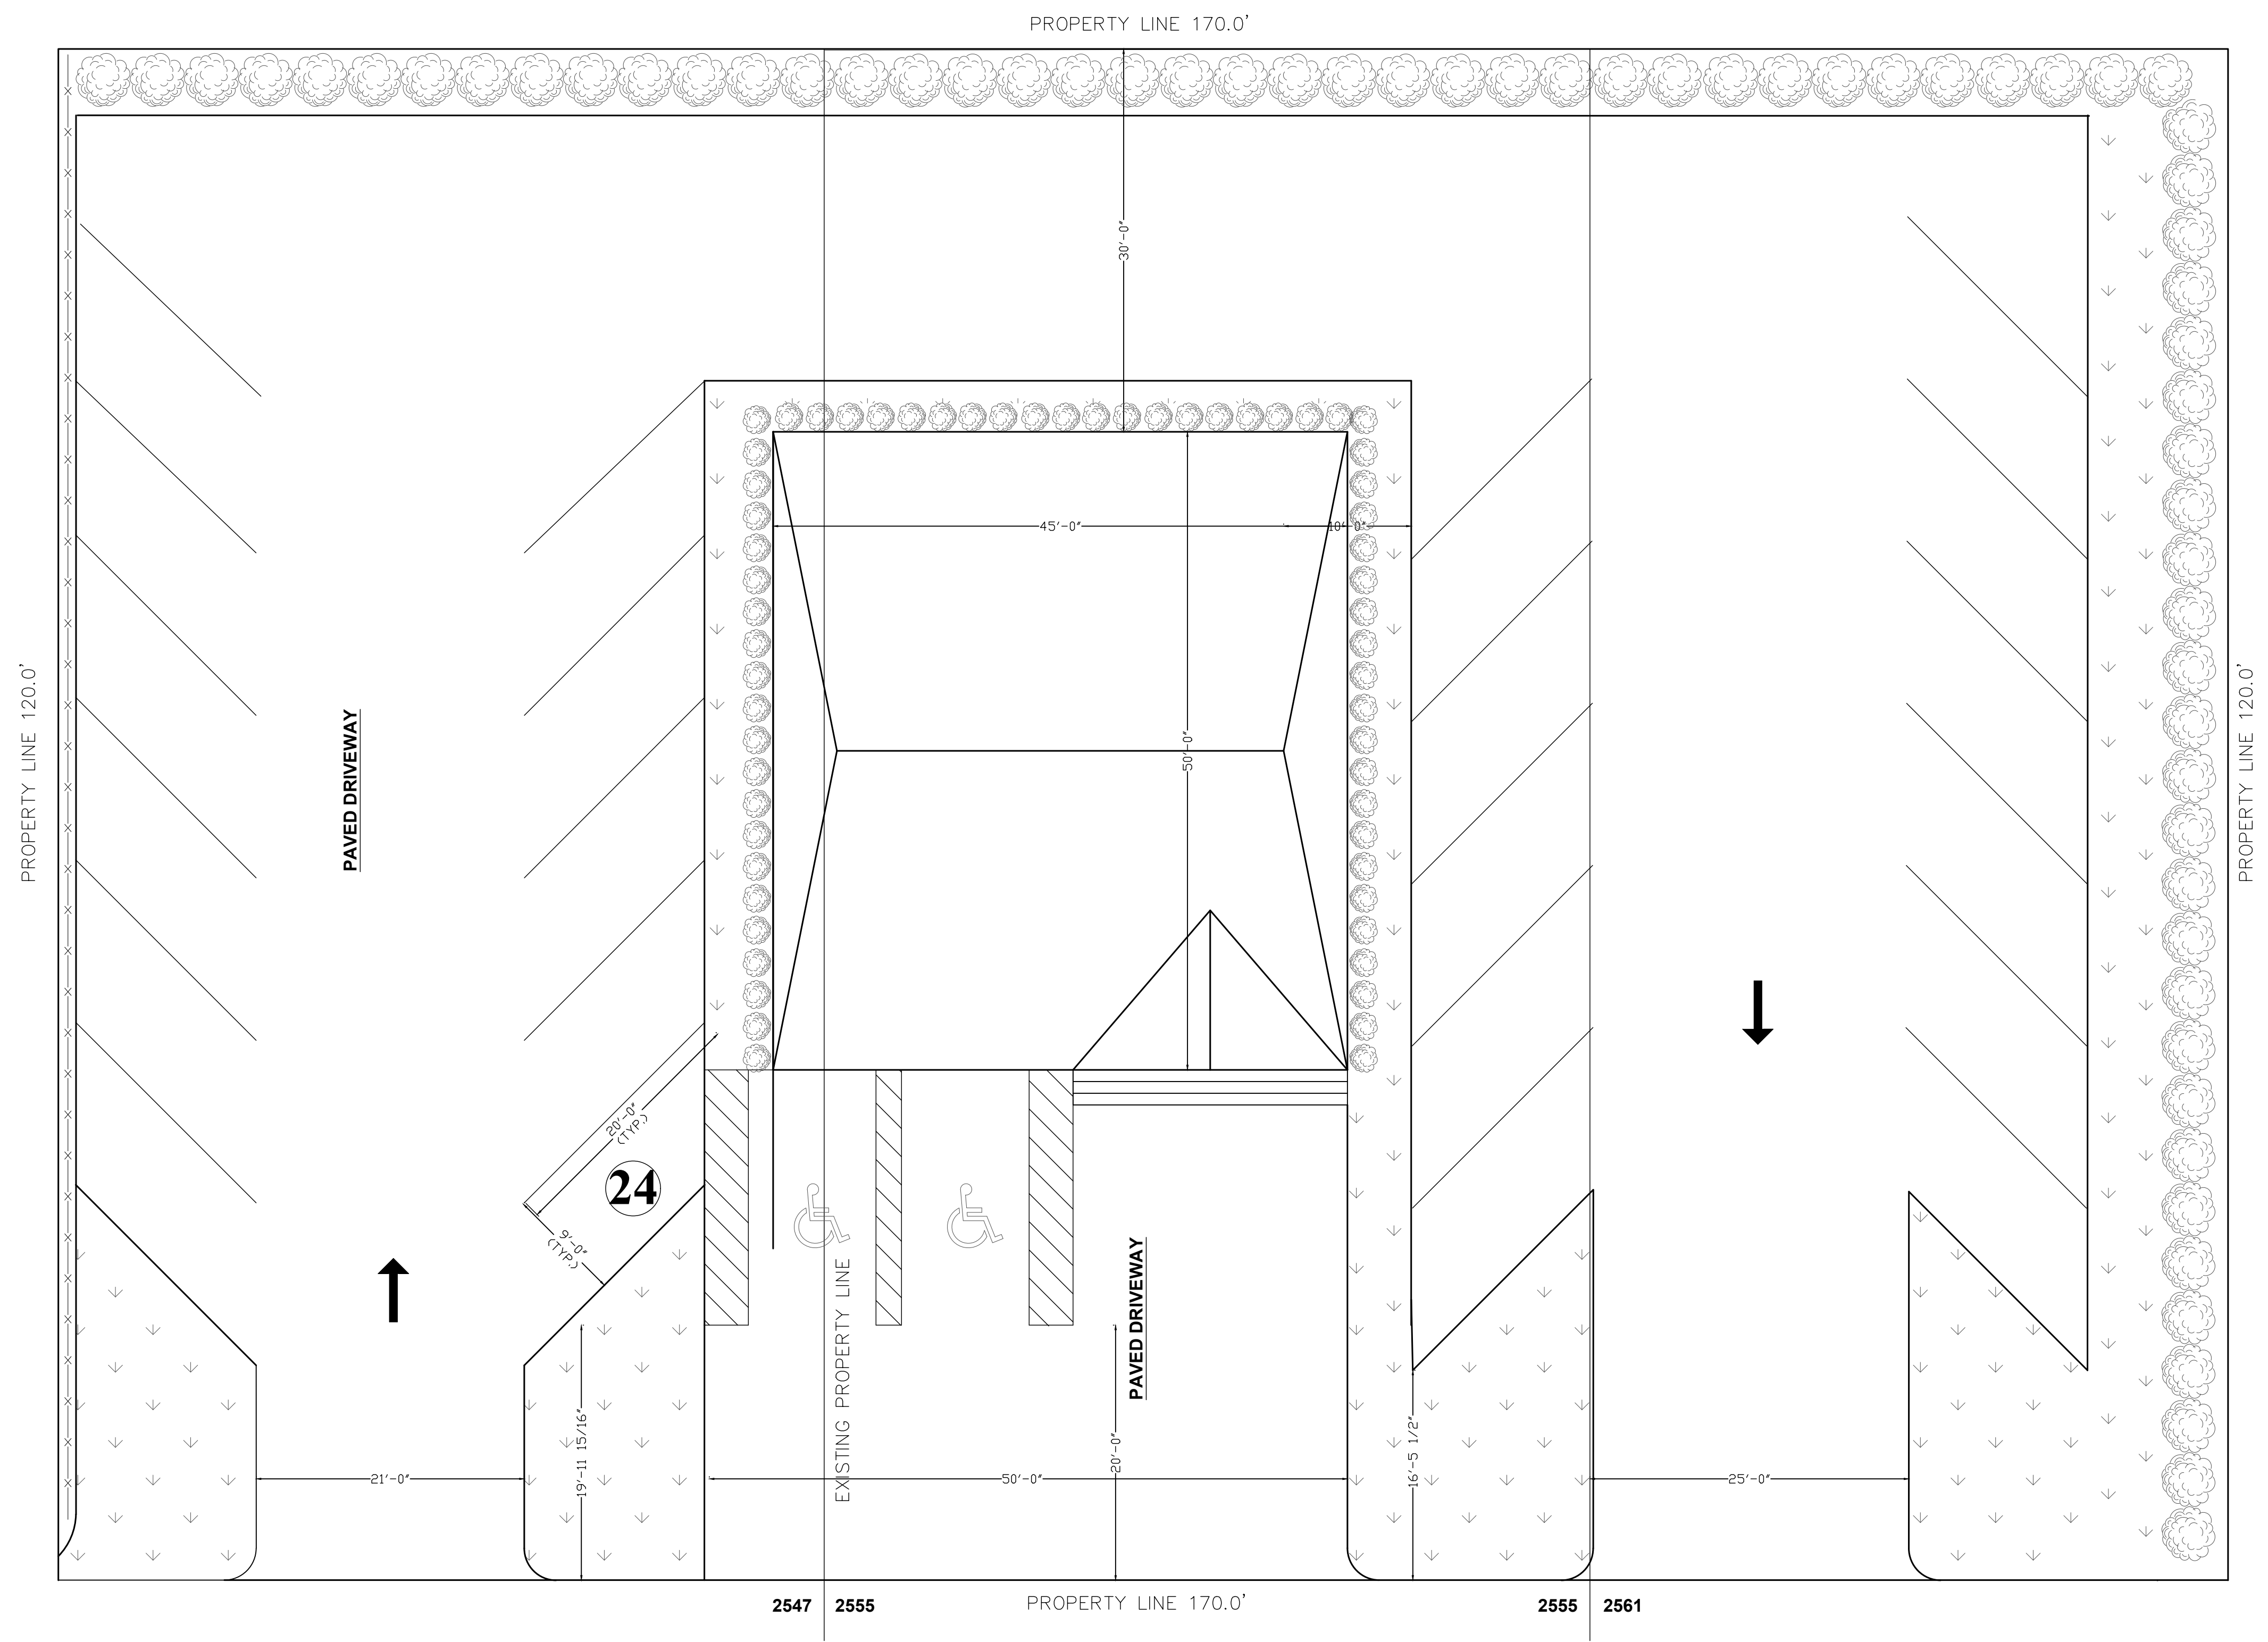 PROPERTY LINE 170.0'
30'-0"
45'-0"
10'-0"
50'-0"
PROPERTY LINE 120.0'
PAVED DRIVEWAY
PROPERTY LINE 120.0'
20'-0"
(TYP.)
24
9'-0"
(TYP.)
EXISTING PROPERTY LINE
PAVED DRIVEWAY
19'-11 15/16"
20'-0"
16'-5 1/2"
21'-0"
50'-0"
25'-0"
2547
2555
PROPERTY LINE 170.0'
2555
2561